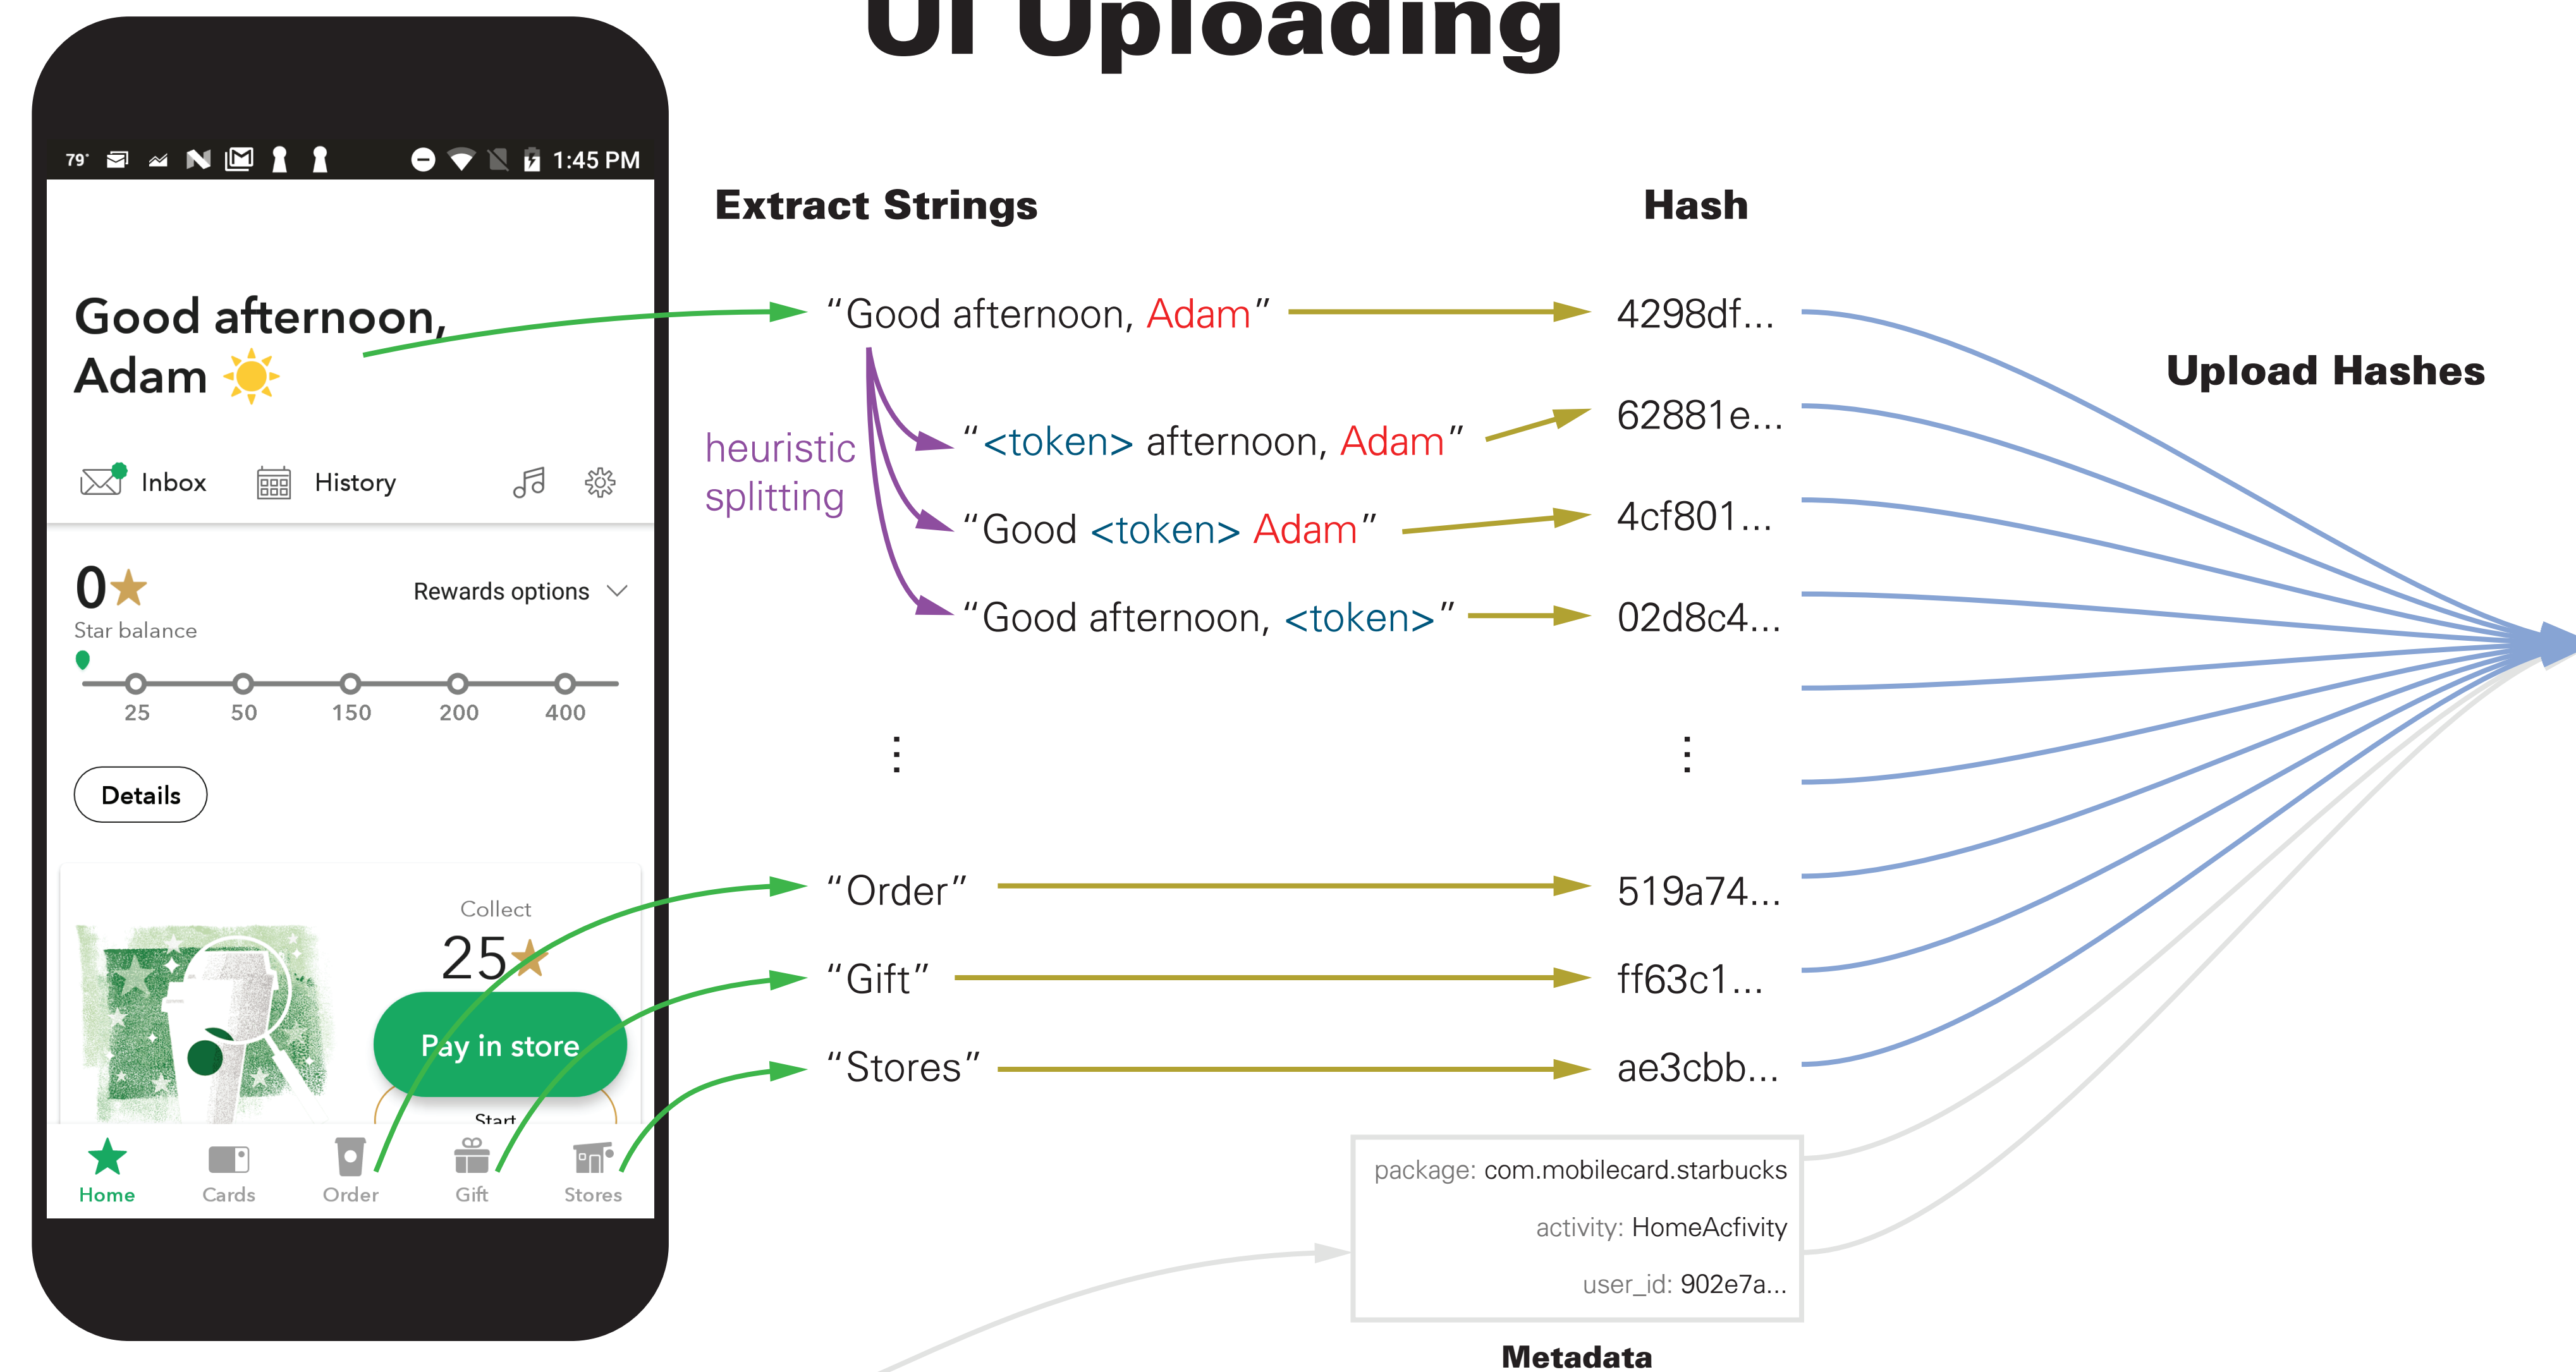 UI Uploading
79°
1:45 PM
Good afternoon,
Adam
Inbox
History
0
Rewards options
Star balance
25 50 150 200 400
Details
Collect
25
Pay in store
Start
Home Cards Order Gift Stores
Extract Strings
“Good afternoon, Adam”
heuristic
splitting
“<token> afternoon, Adam”
“Good <token> Adam”
“Good afternoon, <token>”
⋮
“Order”
“Gift”
“Stores”
Hash
4298df...
62881e...
4cf801...
02d8c4...
⋮
519a74...
ff63c1...
ae3cbb...
Upload Hashes
package: com.mobilecard.starbucks
activity: HomeAcfivity
user_id: 902e7a...
Metadata